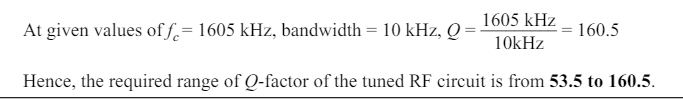 At given values of f_c = 1605 kHz, bandwidth = 10 kHz, Q = 1605 kHz / 10kHz = 160.5
Hence, the required range of Q-factor of the tuned RF circuit is from 53.5 to 160.5.